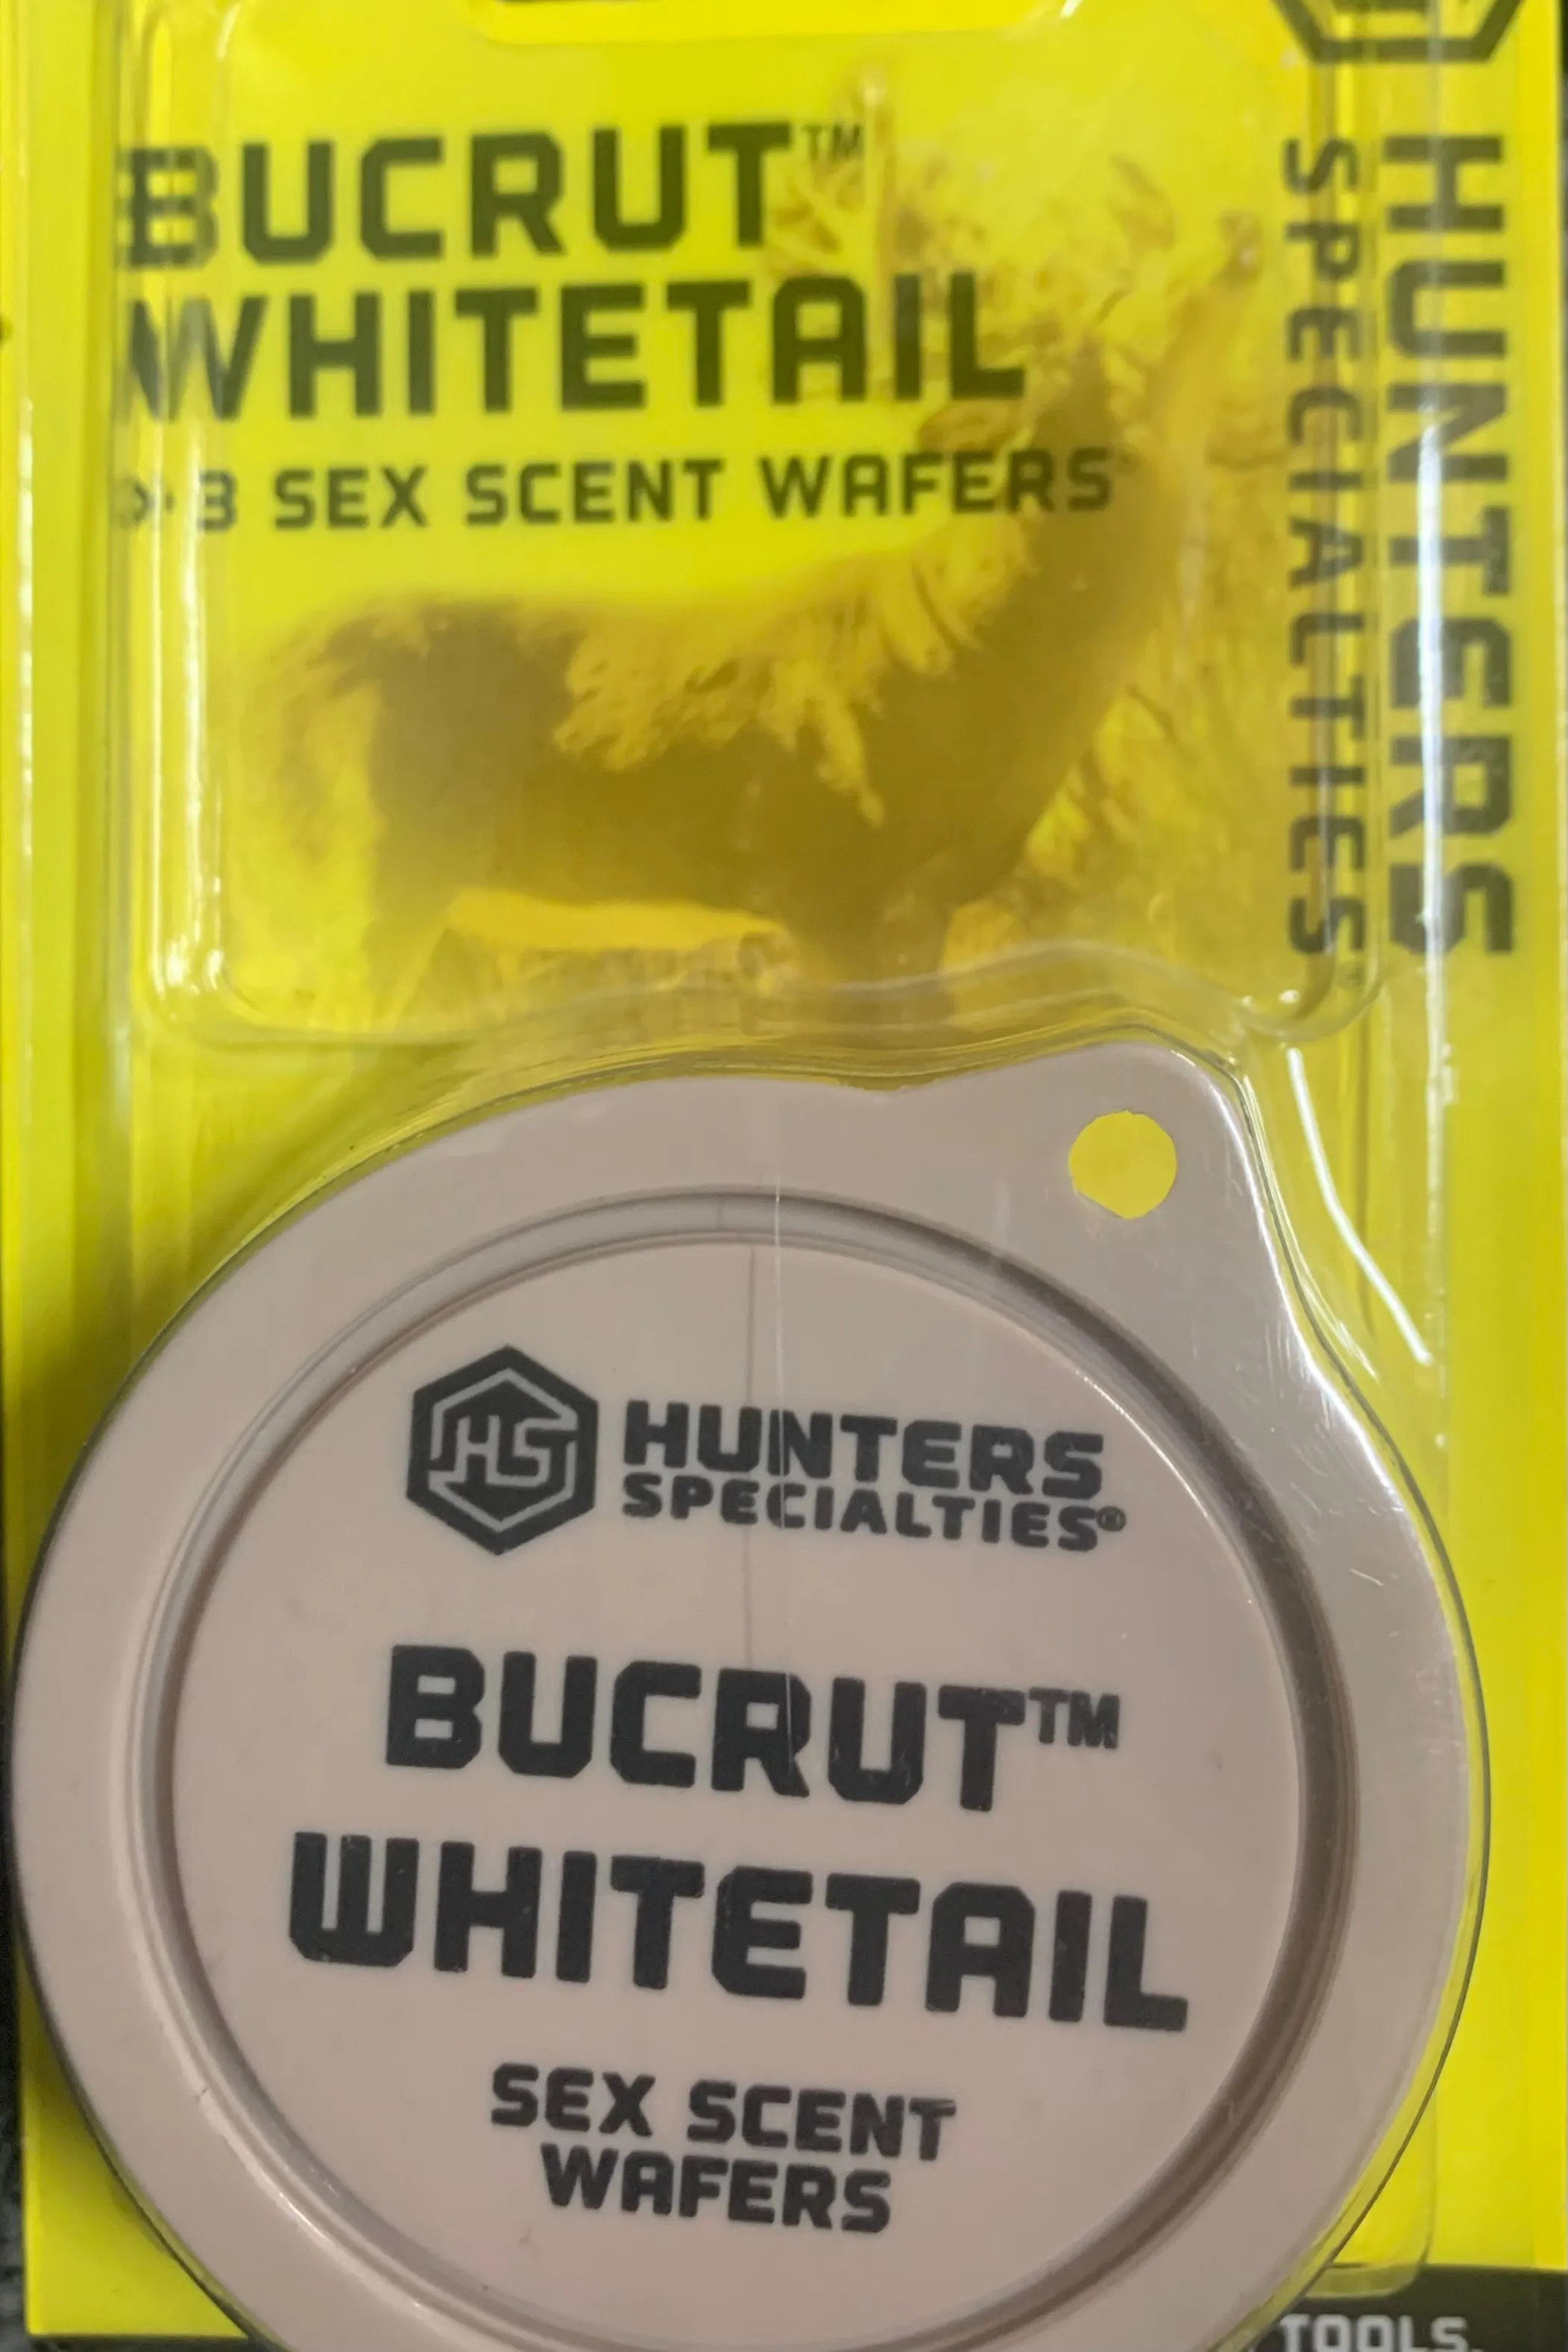 BUCRUT™
WHITETAIL
3 SEX SCENT WAFERS
HUNTERS
SPECIALTIES®
HS
HUNTERS
SPECIALTIES®
BUCRUT™
WHITETAIL
SEX SCENT
WAFERS
TOOLS